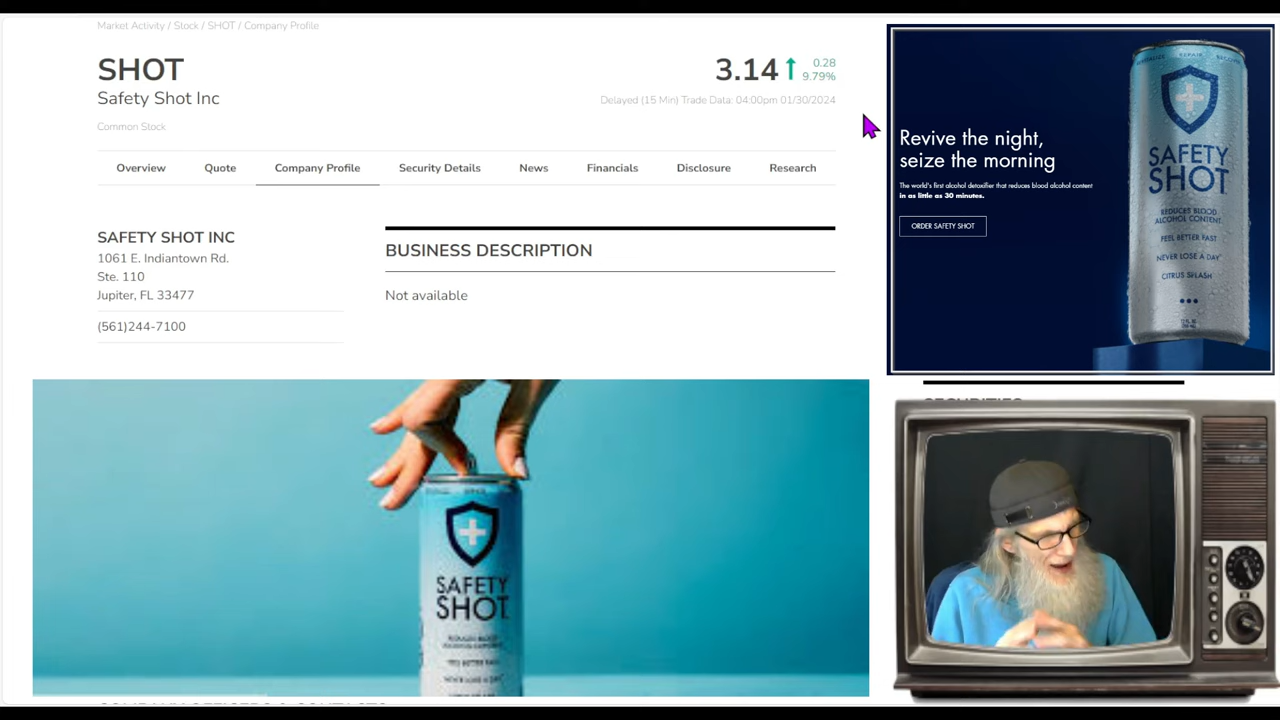 Market Activity / Stock / SHOT / Company Profile
SHOT
Safety Shot Inc
Common Stock
3.14
0.28
9.79%
Delayed (15 Min) Trade Data: 04:00pm 01/30/2024
Overview
Quote
Company Profile
Security Details
News
Financials
Disclosure
Research
SAFETY SHOT INC
1061 E. Indiantown Rd.
Ste. 110
Jupiter, FL 33477
(561)244-7100
BUSINESS DESCRIPTION
Not available
Revive the night,
seize the morning
The world's first alcohol detoxifier that reduces blood alcohol content
in as little as 30 minutes.
ORDER SAFETY SHOT
SAFETY
SHOT
REDUCES BLOOD
ALCOHOL CONTENT
FEEL BETTER FAST
NEVER LOSE A DAY
CITRUS SPLASH
SECURITIES
SAFETY
SHOT